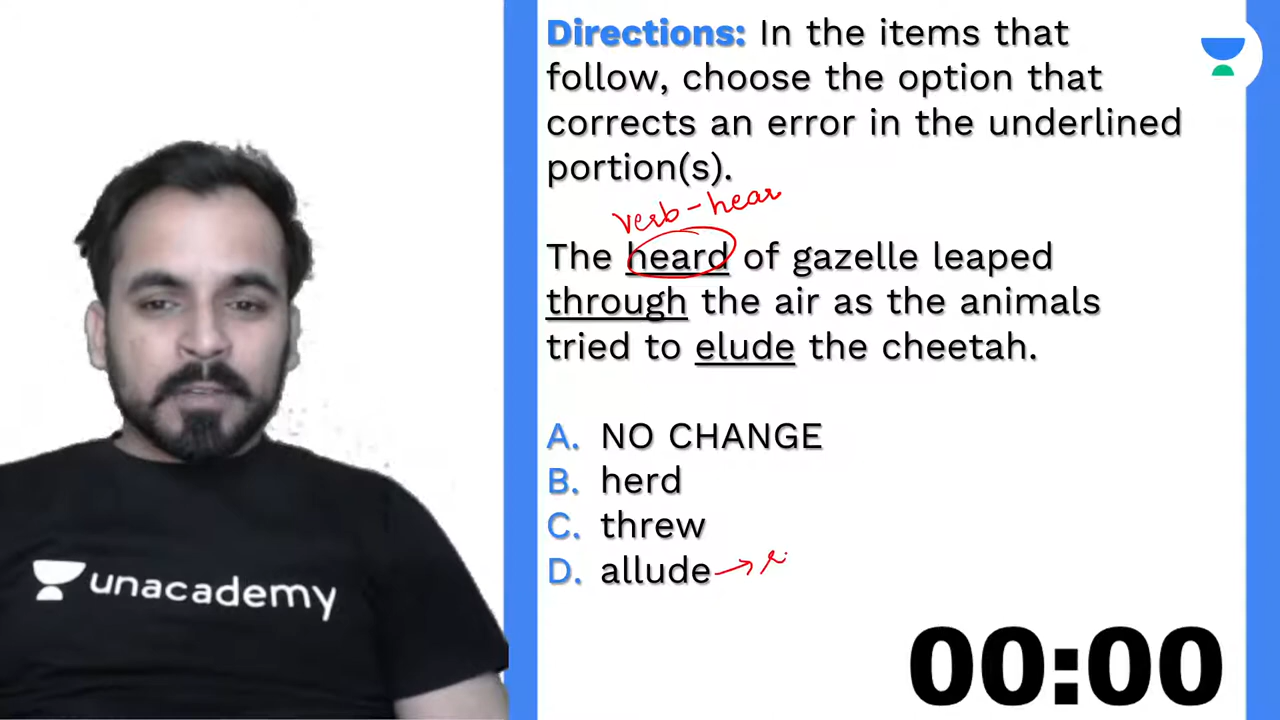 Directions: In the items that
follow, choose the option that
corrects an error in the underlined
portion(s).
verb-hear
The heard of gazelle leaped
through the air as the animals
tried to elude the cheetah.
A. NO CHANGE
B. herd
C. threw
D. allude
unacademy
00:00